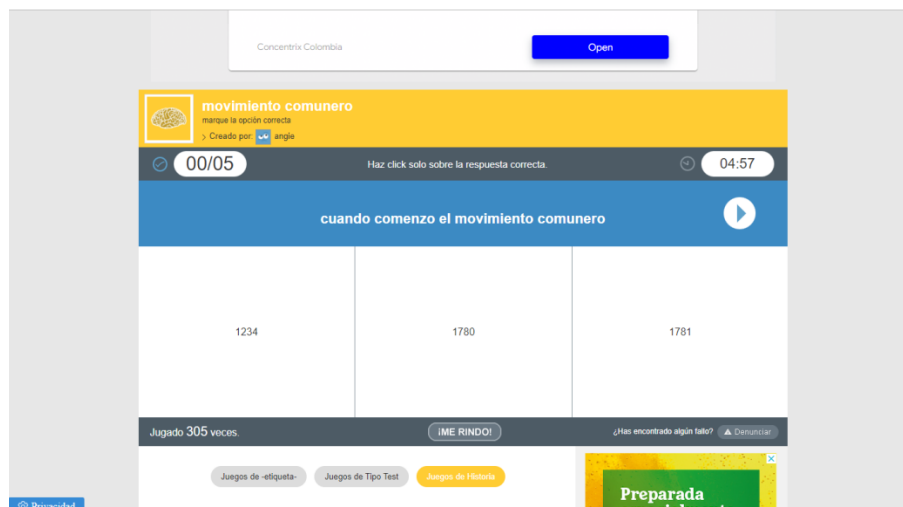 Concentrix Colombia
Open
movimiento comunero
marque la opción correcta
> Creado por: angie
00/05
Haz click solo sobre la respuesta correcta.
04:57
cuando comenzo el movimiento comunero
1234
1780
1781
Jugado 305 veces.
¡ME RINDO!
¿Has encontrado algún fallo?
Denunciar
Juegos de -etiqueta-
Juegos de Tipo Test
Juegos de Historia
Preparada
Privacidad